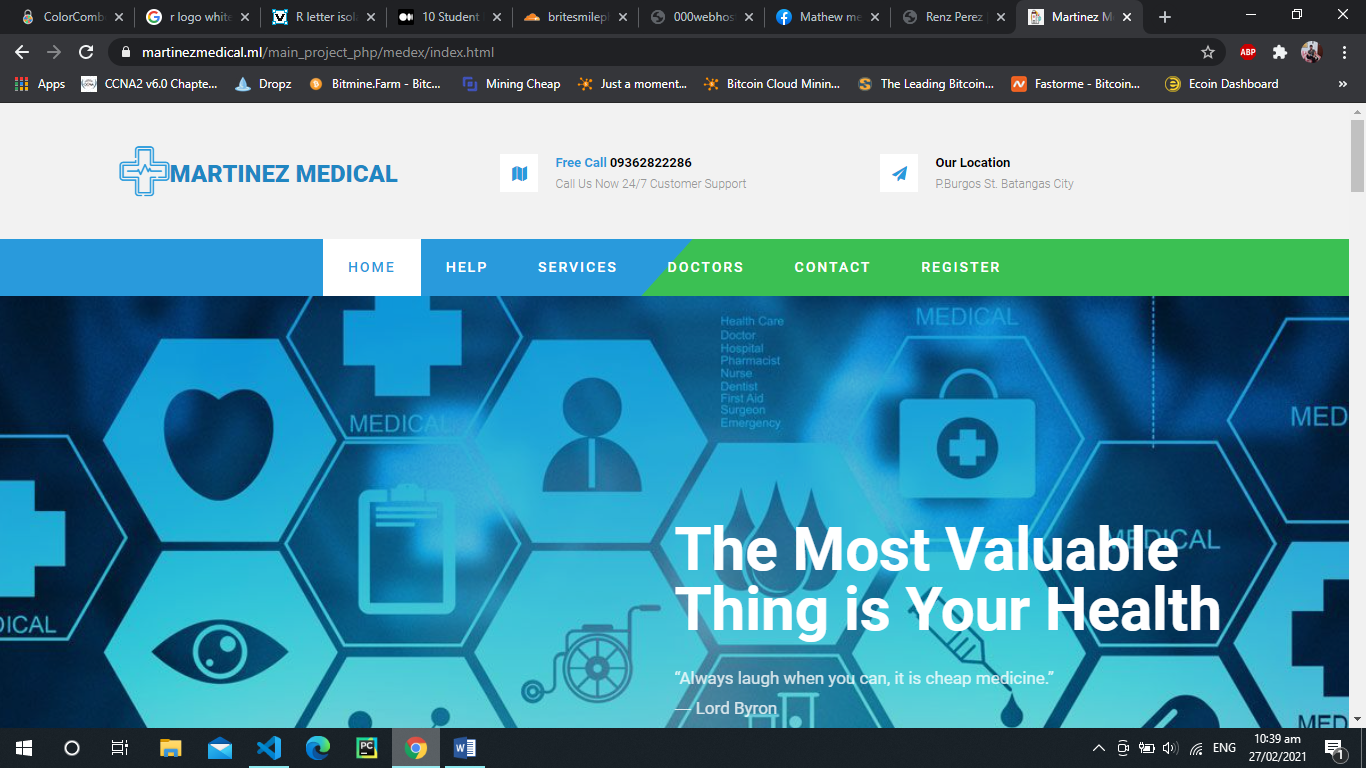 ColorComb
r logo white
R letter isol
10 Student
britesmileph
000webhos
Mathew me
Renz Perez
Martinez M
martinezmedical.ml/main_project_php/medex/index.html
ABP
Apps
CCNA2 v6.0 Chapte...
Dropz
Bitmine.Farm - Bitc...
Mining Cheap
Just a moment...
Bitcoin Cloud Minin...
The Leading Bitcoin...
Fastorme - Bitcoin...
Ecoin Dashboard
»
MARTINEZ MEDICAL
Free Call 09362822286
Call Us Now 24/7 Customer Support
Our Location
P.Burgos St. Batangas City
HOME HELP SERVICES DOCTORS CONTACT REGISTER
Health Care
Doctor
Hospital
Pharmacist
Nurse
Dentist
First Aid
Surgeon
Emergency
MEDICAL
MEDICAL
MED
MEDICAL
DICAL
MED
The Most Valuable
Thing is Your Health
“Always laugh when you can, it is cheap medicine.”
— Lord Byron
PC
W
ENG
10:39 am
27/02/2021
1